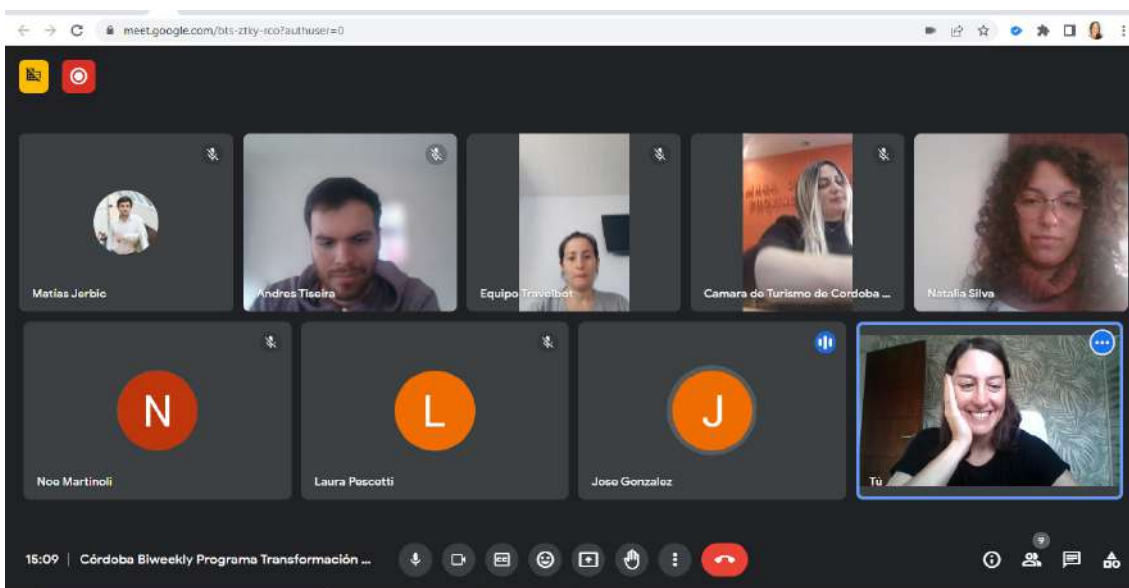 meet.google.com/bts-ztky-rco?authuser=0
Matías Jerbic
Andres Tiseira
Equipo Travelbot
Camara de Turismo de Cordoba ...
Natalia Silva
N
L
J
Noe Martinoli
Laura Pescetti
Jose Gonzalez
Tú
15:09 | Córdoba Biweekly Programa Transformación ...
9